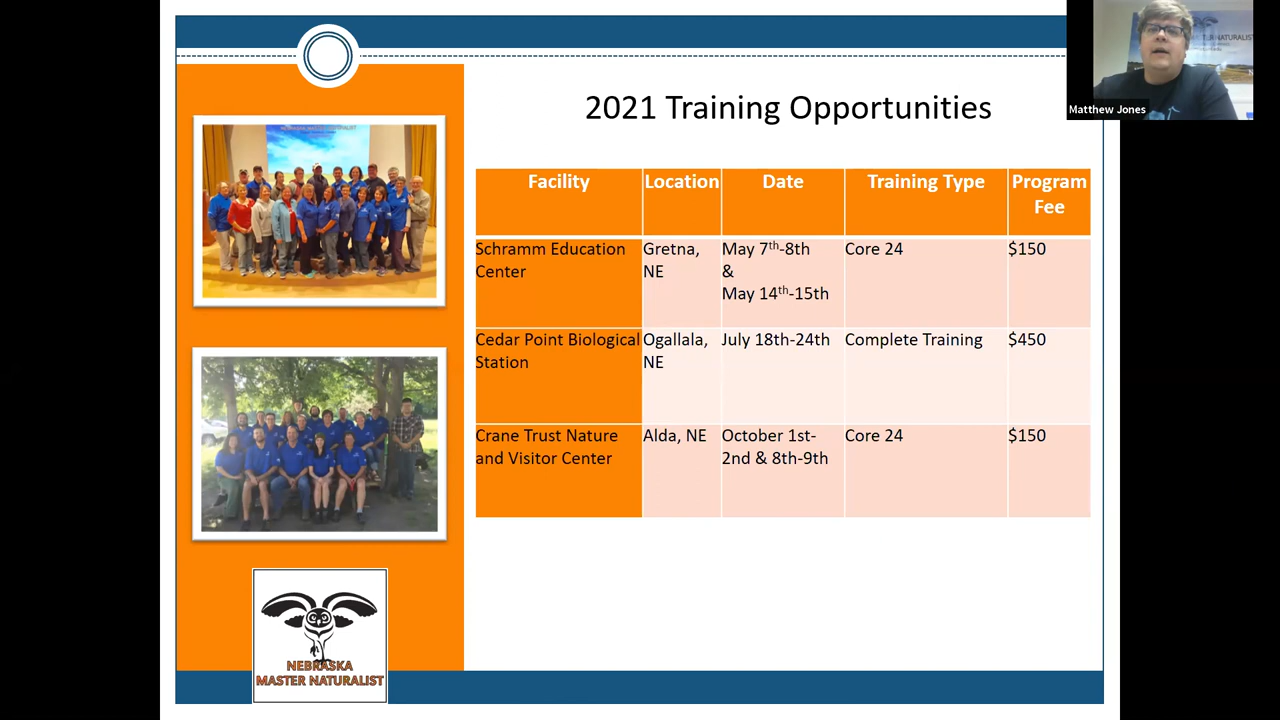 2021 Training Opportunities
Matthew Jones
Facility Location Date Training Type Program Fee
Schramm Education Center Gretna, NE May 7th-8th & May 14th-15th Core 24 $150
Cedar Point Biological Station Ogallala, NE July 18th-24th Complete Training $450
Crane Trust Nature and Visitor Center Alda, NE October 1st-2nd & 8th-9th Core 24 $150
NEBRASKA MASTER NATURALIST
NEBRASKA
MASTER NATURALIST